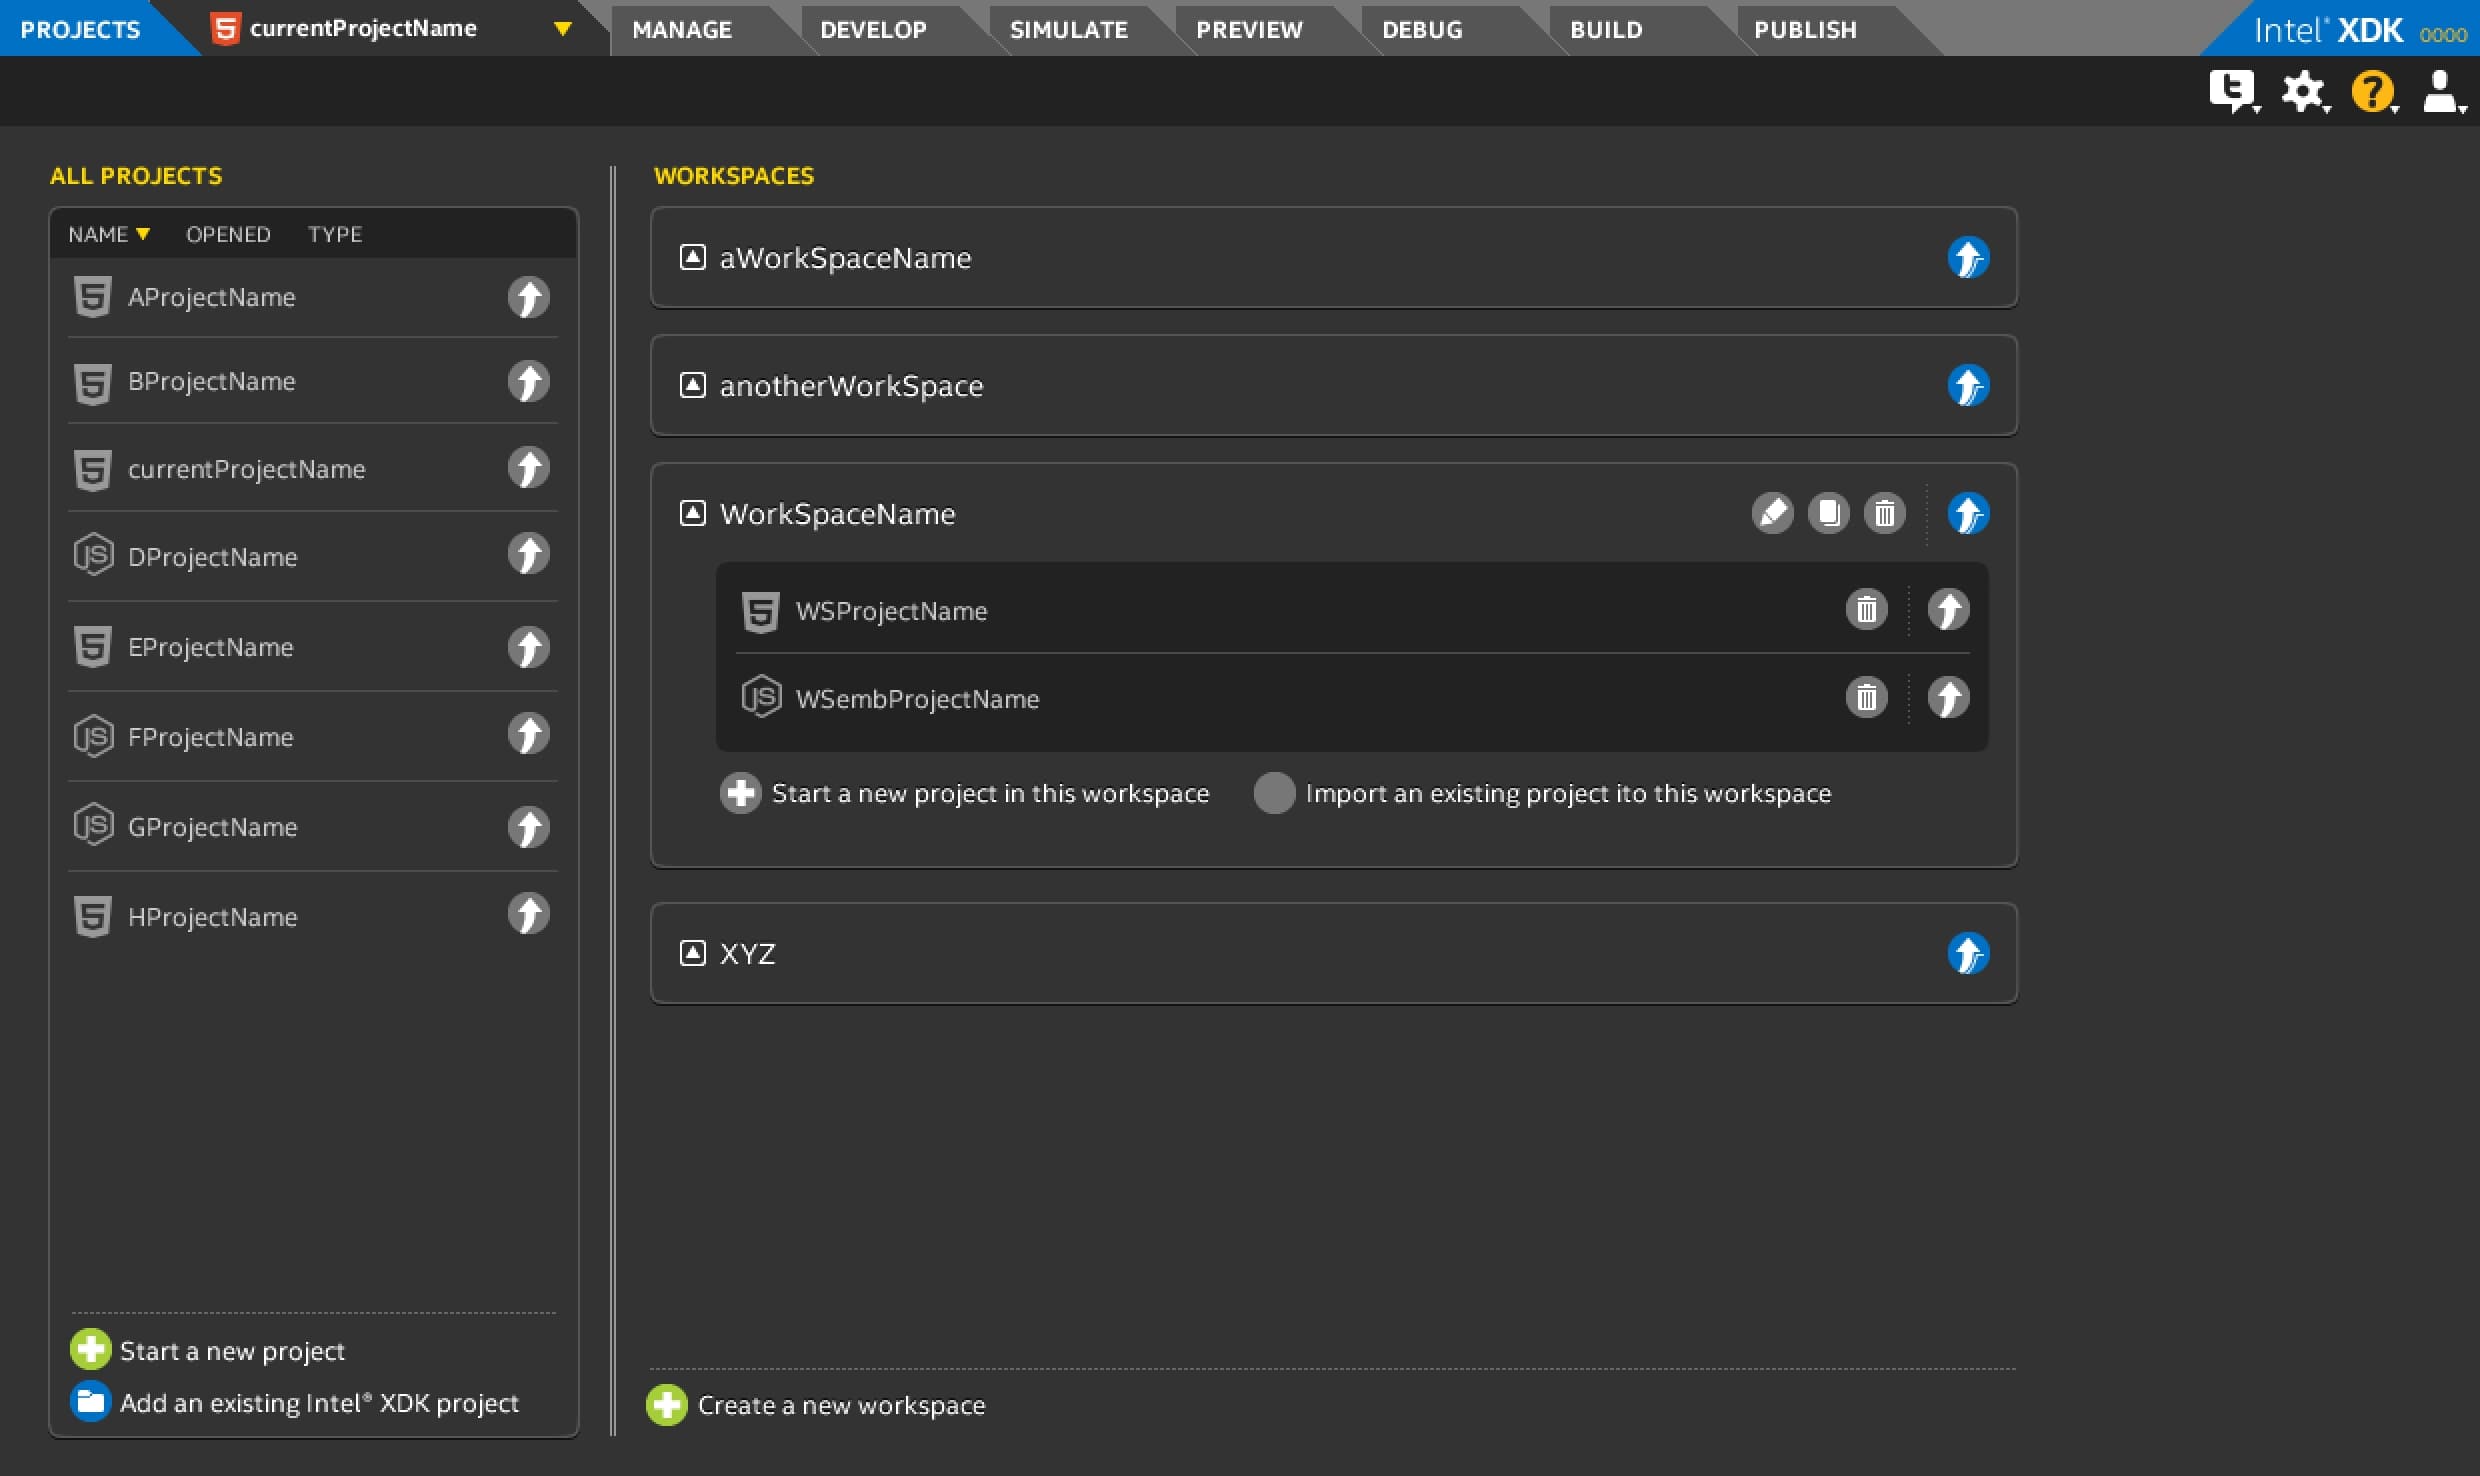 PROJECTS
currentProjectName
MANAGE
DEVELOP
SIMULATE
PREVIEW
DEBUG
BUILD
PUBLISH
Intel® XDK 0000
ALL PROJECTS
NAME OPENED TYPE
AProjectName
BProjectName
currentProjectName
DProjectName
EProjectName
FProjectName
GProjectName
HProjectName
Start a new project
Add an existing Intel® XDK project
WORKSPACES
aWorkSpaceName
anotherWorkSpace
WorkSpaceName
WSProjectName
WSembProjectName
Start a new project in this workspace
Import an existing project ito this workspace
XYZ
Create a new workspace